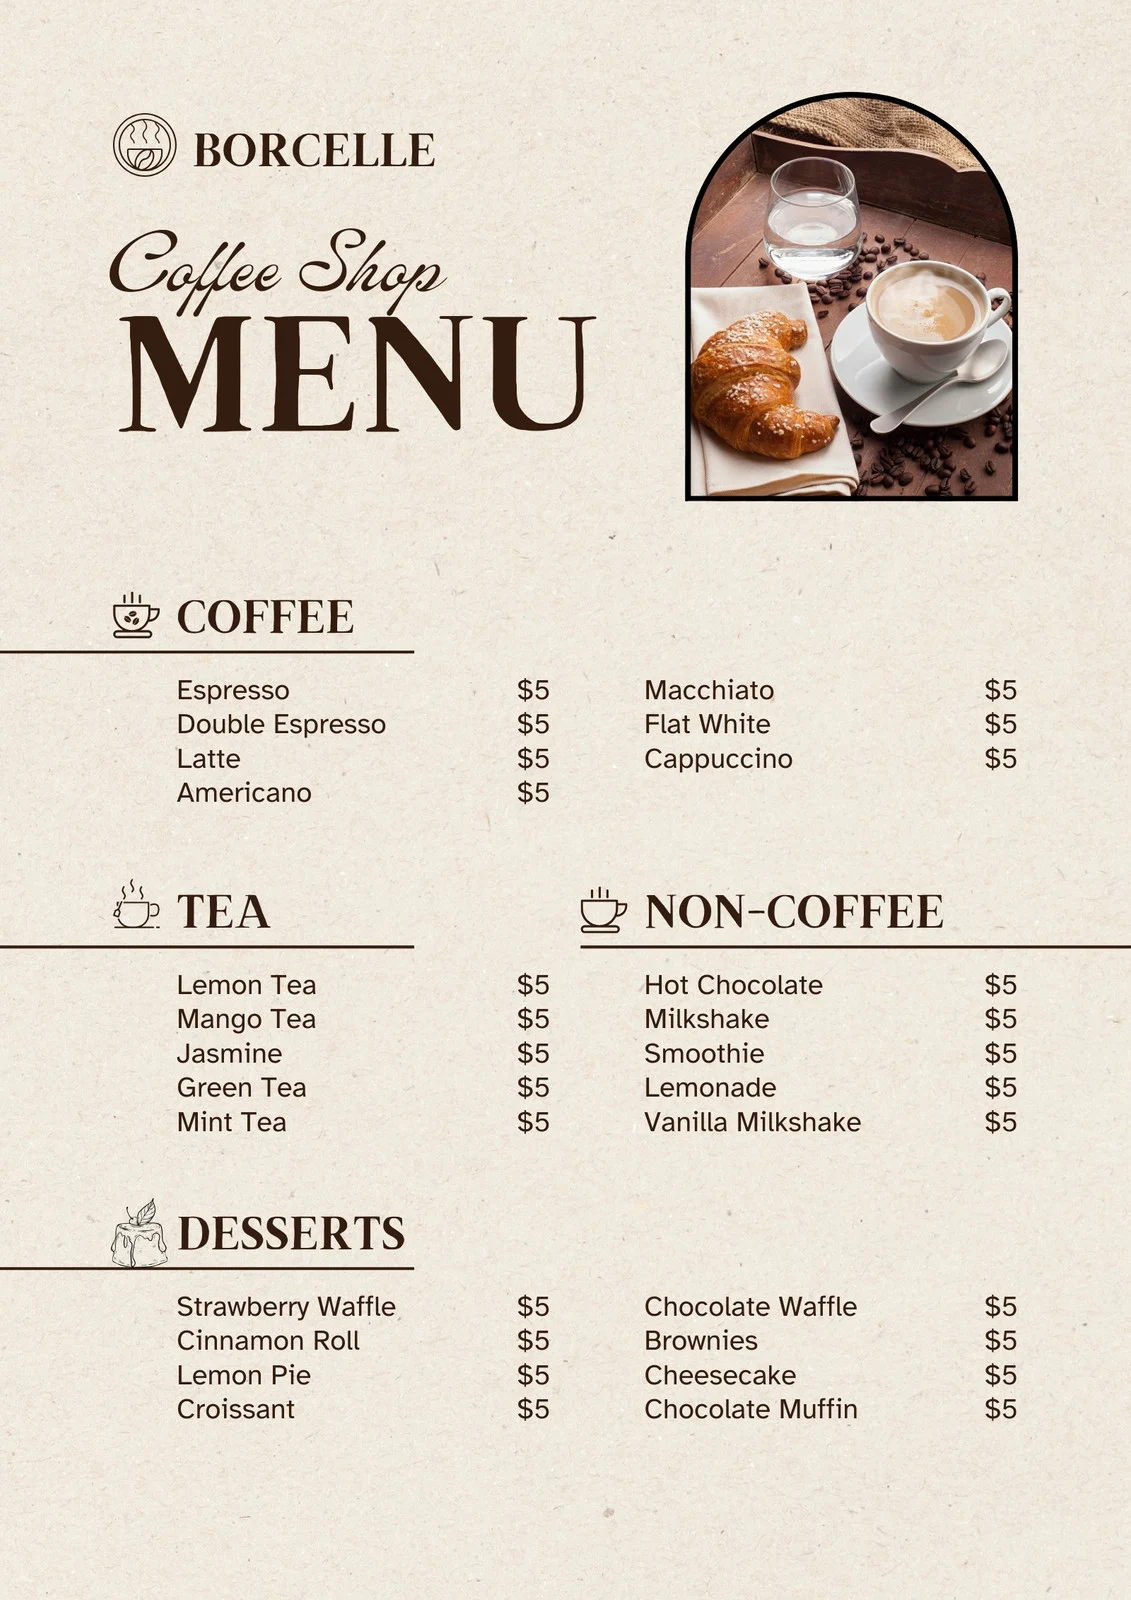 BORCELLE
Coffee Shop
MENU
COFFEE
Espresso $5
Double Espresso $5
Latte $5
Americano $5
Macchiato $5
Flat White $5
Cappuccino $5
TEA
Lemon Tea $5
Mango Tea $5
Jasmine $5
Green Tea $5
Mint Tea $5
NON-COFFEE
Hot Chocolate $5
Milkshake $5
Smoothie $5
Lemonade $5
Vanilla Milkshake $5
DESSERTS
Strawberry Waffle $5
Cinnamon Roll $5
Lemon Pie $5
Croissant $5
Chocolate Waffle $5
Brownies $5
Cheesecake $5
Chocolate Muffin $5